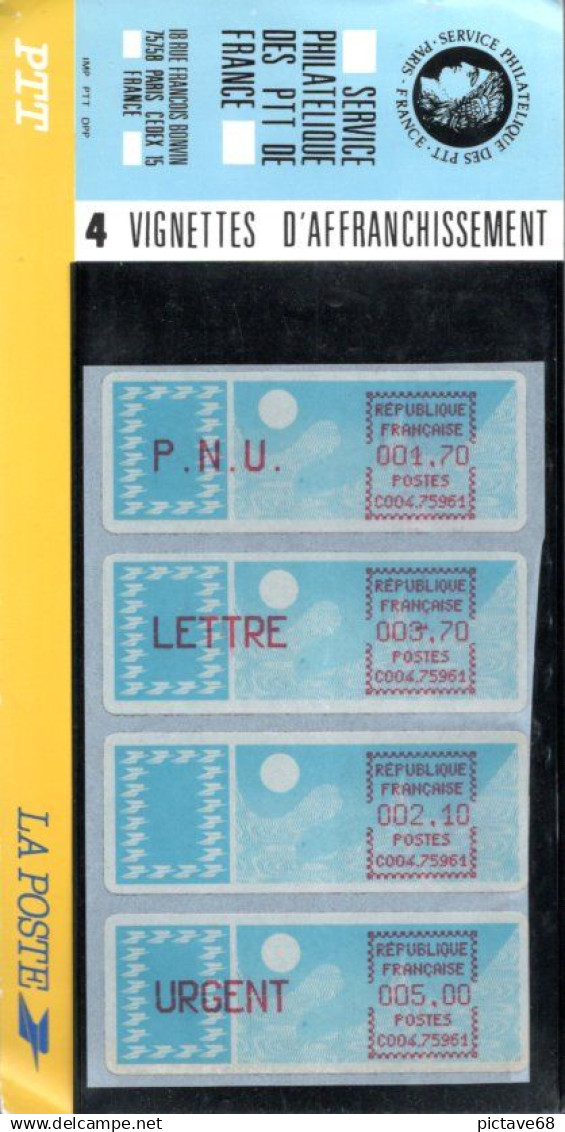 PTT
LA POSTE
SERVICE
PHILATELIQUE
DES PTT DE
FRANCE
18 RUE FRANCOIS BONVIN
75758 PARIS CEDEX 15
FRANCE
IMP PTT DPP
SERVICE PHILATELIQUE DES PTT · FRANCE · PARIS ·
4 VIGNETTES D'AFFRANCHISSEMENT
P.N.U.
RÉPUBLIQUE
FRANÇAISE
001.70
POSTES
C004.75961
LETTRE
RÉPUBLIQUE
FRANÇAISE
003.70
POSTES
C004.75961
RÉPUBLIQUE
FRANÇAISE
002.10
POSTES
C004.75961
URGENT
RÉPUBLIQUE
FRANÇAISE
005.00
POSTES
C004.75961
pictave68